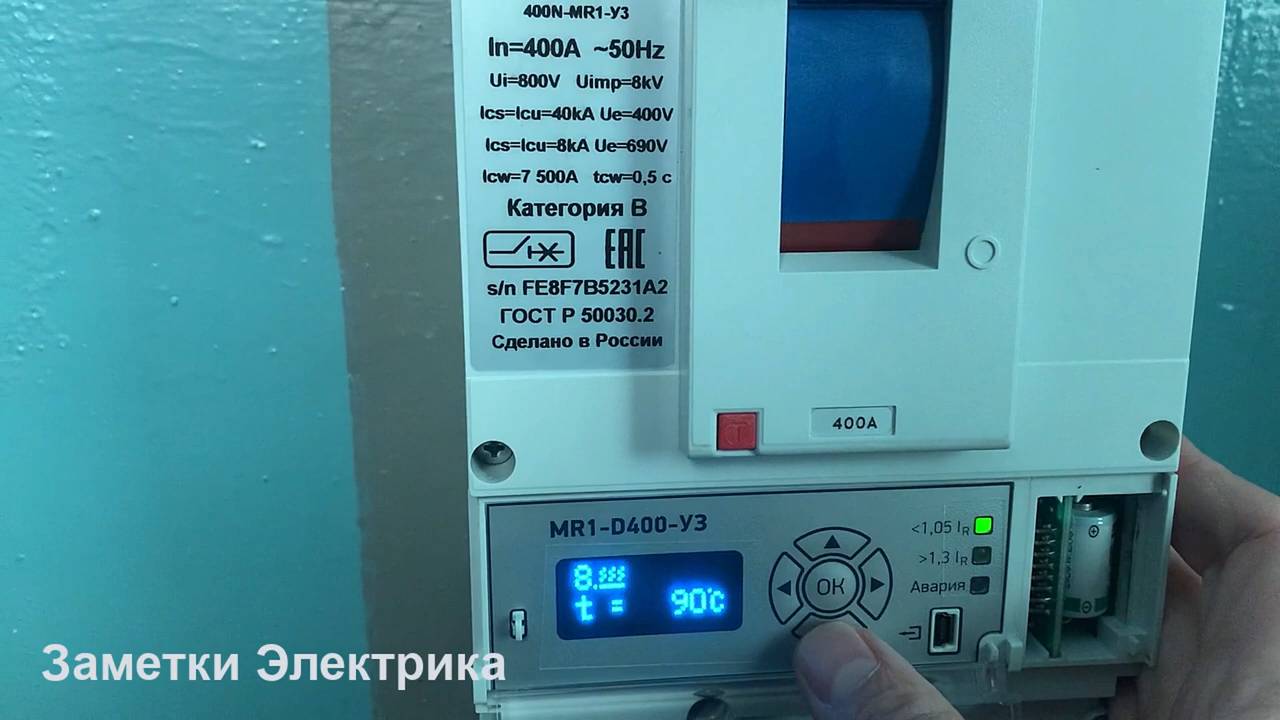 400N-MR1-УЗ
In=400A ~50Hz
Ui=800V Uimp=8kV
Ics=Icu=40kA Ue=400V
Ics=Icu=8kA Ue=690V
Icw=7 500A tcw=0,5 с
Категория В
EAC
s/n FE8F7B5231A2
ГОСТ Р 50030.2
Сделано в России
T
400A
MR1-D400-УЗ
<1,05 IR
>1,3 IR
Авария
8.
t = 90°C
OK
Заметки Электрика